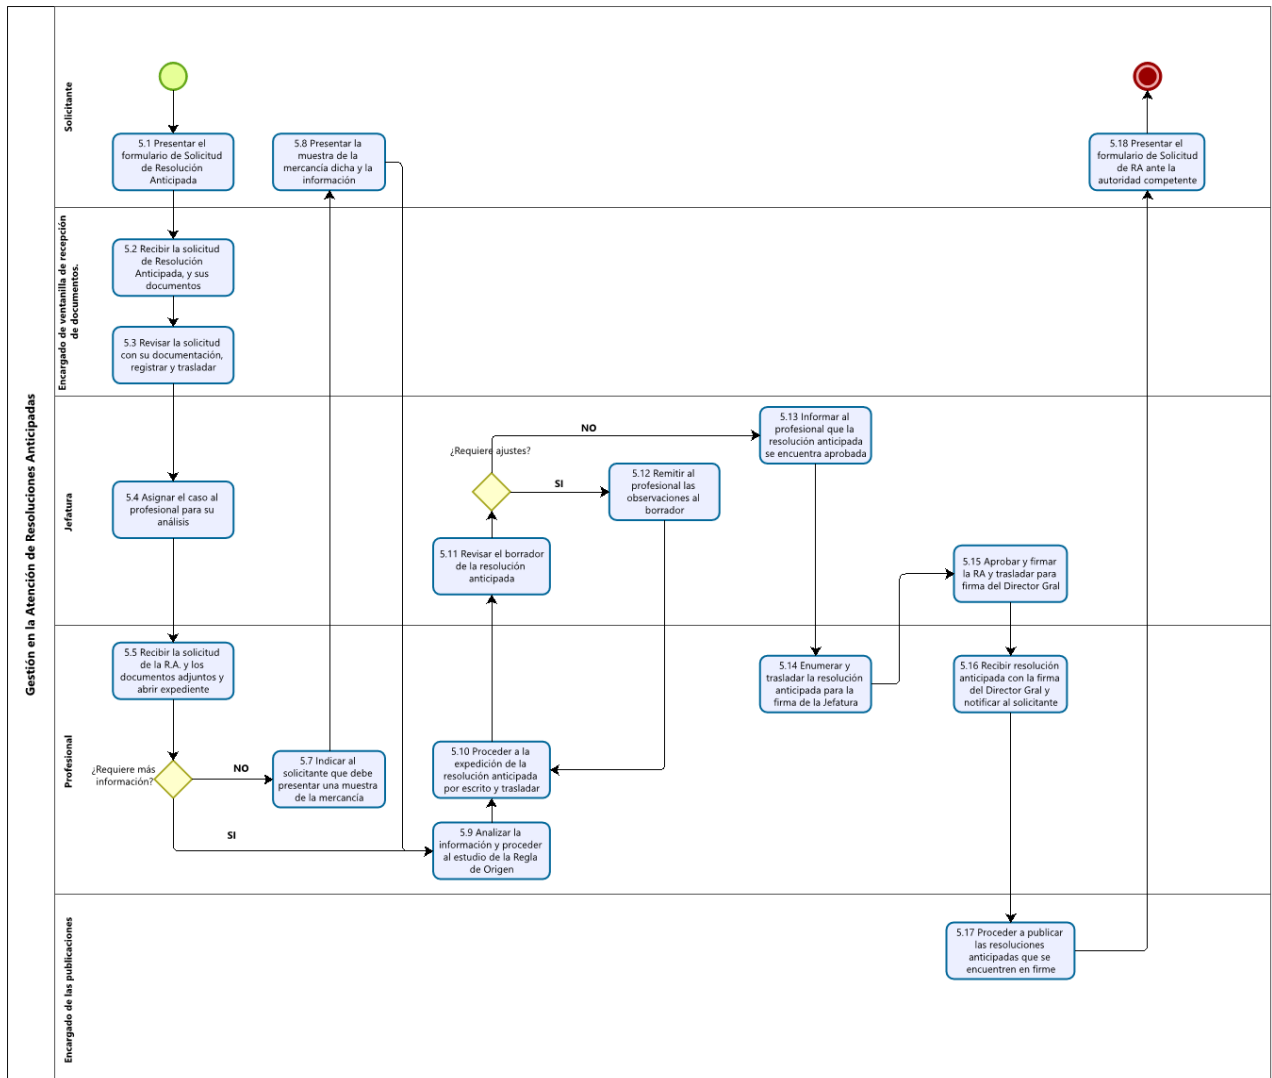 Gestión en la Atención de Resoluciones Anticipadas
Solicitante
5.1 Presentar el
formulario de Solicitud
de Resolución
Anticipada
5.8 Presentar la
muestra de la
mercancía dicha y la
información
5.18 Presentar el
formulario de Solicitud
de RA ante la
autoridad competente
Encargado de ventanilla de recepción
de documentos.
5.2 Recibir la solicitud
de Resolución
Anticipada, y sus
documentos
5.3 Revisar la solicitud
con su documentación,
registrar y trasladar
Jefatura
5.4 Asignar el caso al
profesional para su
análisis
¿Requiere ajustes?
NO
SI
5.11 Revisar el borrador
de la resolución
anticipada
5.12 Remitir al
profesional las
observaciones al
borrador
5.13 Informar al
profesional que la
resolución anticipada
se encuentra aprobada
5.15 Aprobar y firmar
la RA y trasladar para
firma del Director Gral
Profesional
5.5 Recibir la solicitud
de la R.A. y los
documentos adjuntos y
abrir expediente
¿Requiere más
información?
NO
SI
5.7 Indicar al
solicitante que debe
presentar una muestra
de la mercancía
5.10 Proceder a la
expedición de la
resolución anticipada
por escrito y trasladar
5.9 Analizar la
información y proceder
al estudio de la Regla
de Origen
5.14 Enumerar y
trasladar la resolución
anticipada para la
firma de la Jefatura
5.16 Recibir resolución
anticipada con la firma
del Director Gral y
notificar al solicitante
Encargado de las publicaciones
5.17 Proceder a publicar
las resoluciones
anticipadas que se
encuentren en firme